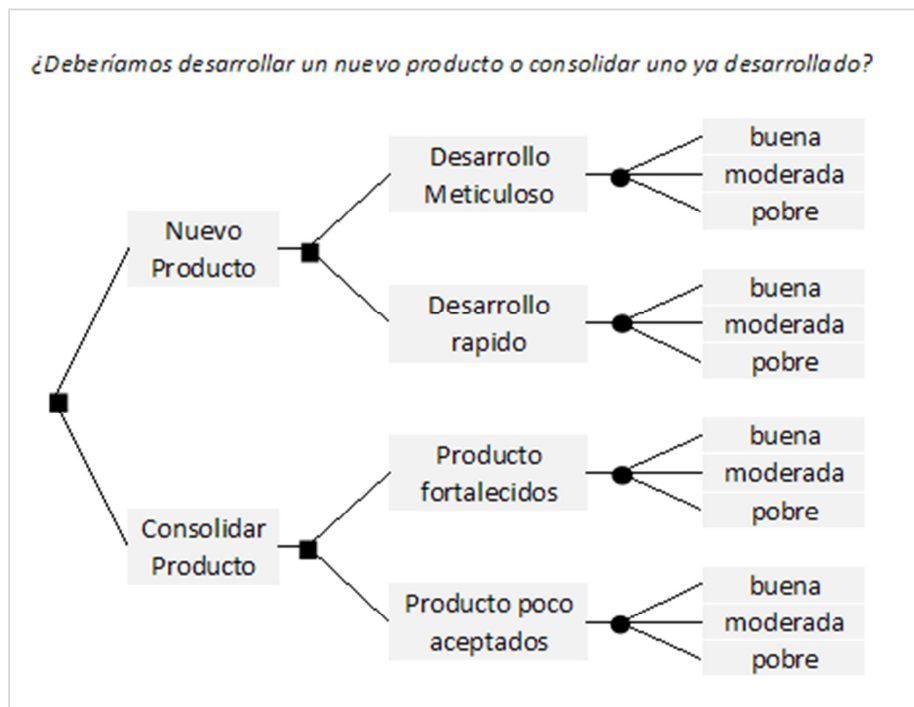 ¿Deberíamos desarrollar un nuevo producto o consolidar uno ya desarrollado?
Nuevo
Producto
Desarrollo
Meticuloso
buena
moderada
pobre
Desarrollo
rapido
buena
moderada
pobre
Consolidar
Producto
Producto
fortalecidos
buena
moderada
pobre
Producto poco
aceptados
buena
moderada
pobre